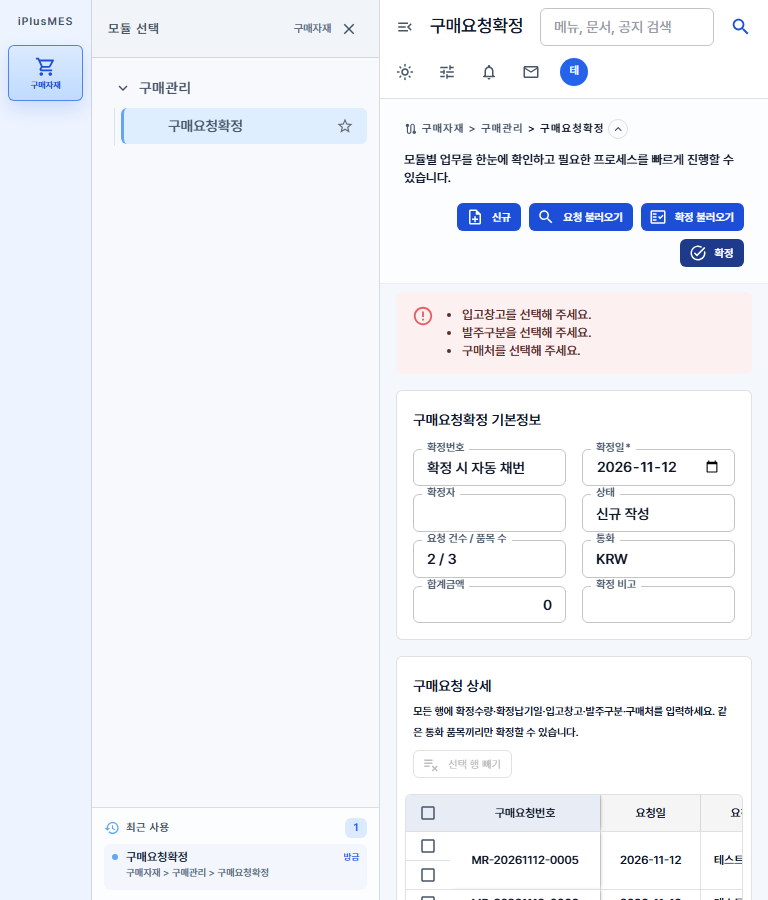 iPlusMES
구매자재
모듈 선택
구매자재
구매관리
구매요청확정
최근 사용
1
구매요청확정
방금
구매자재 > 구매관리 > 구매요청확정
구매요청확정
메뉴, 문서, 공지 검색
테
구매자재 > 구매관리 > 구매요청확정
모듈별 업무를 한눈에 확인하고 필요한 프로세스를 빠르게 진행할 수
있습니다.
신규
요청 불러오기
확정 불러오기
확정
• 입고창고를 선택해 주세요.
• 발주구분을 선택해 주세요.
• 구매처를 선택해 주세요.
구매요청확정 기본정보
확정번호
확정 시 자동 채번
확정일*
2026-11-12
확정자
상태
신규 작성
요청 건수 / 품목 수
2 / 3
통화
KRW
합계금액
0
확정 비고
구매요청 상세
모든 행에 확정수량·확정납기일·입고창고·발주구분·구매처를 입력하세요. 같
은 통화 품목끼리만 확정할 수 있습니다.
선택 행 빼기
구매요청번호
요청일
MR-20261112-0005
2026-11-12
테스트